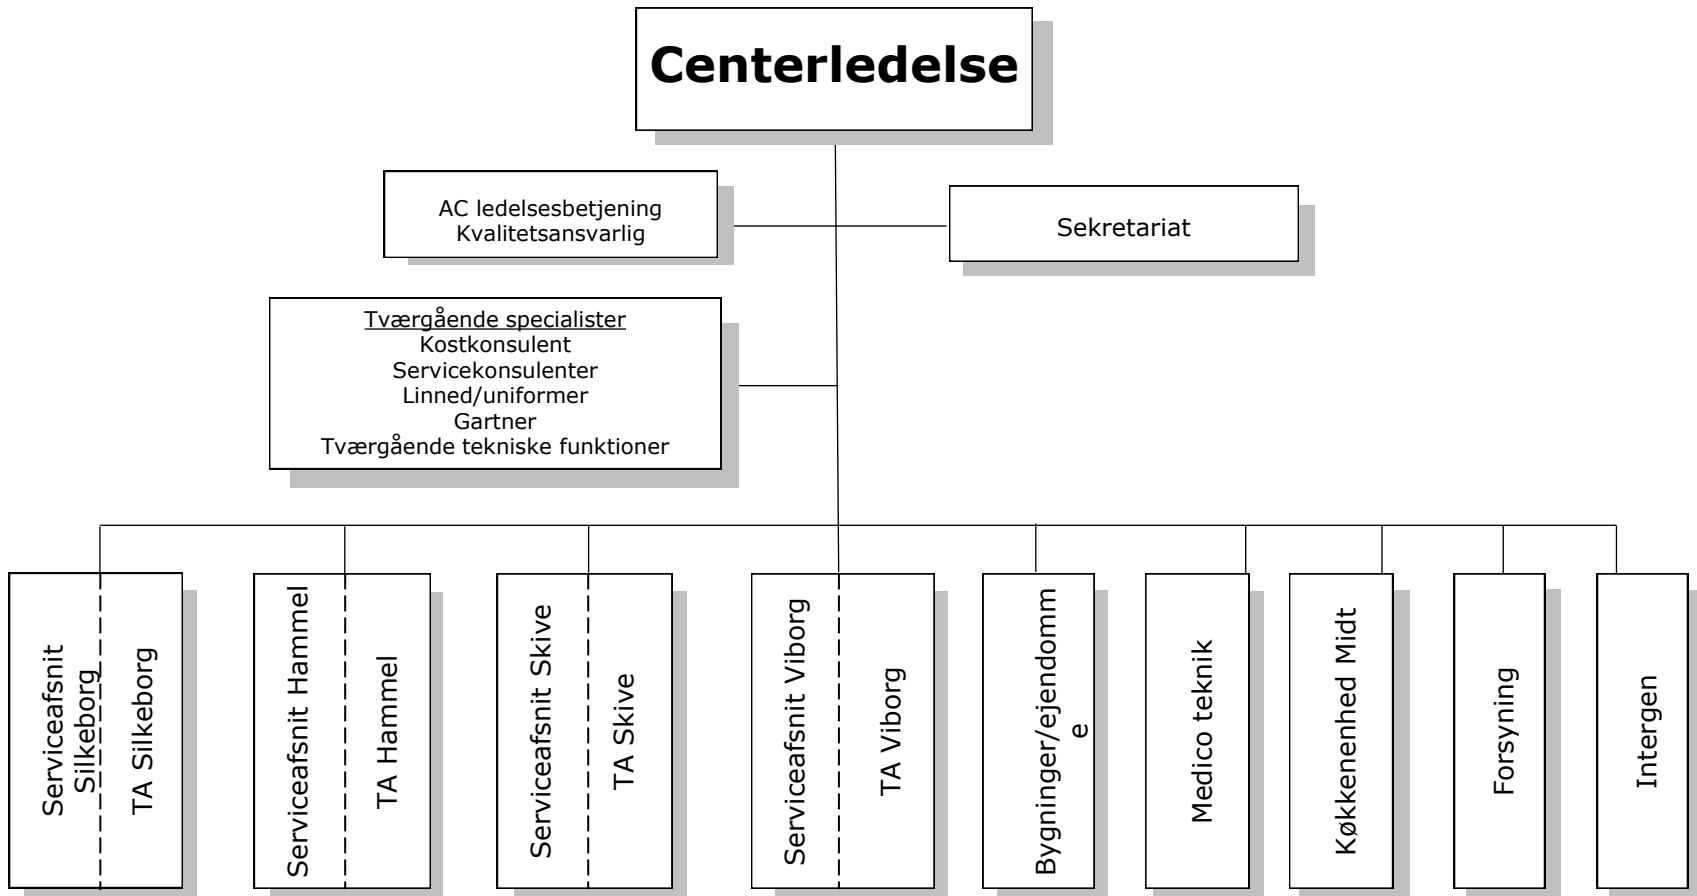 Centerledelse
AC ledelsesbetjening
Kvalitetsansvarlig
Sekretariat
Tværgående specialister
Kostkonsulent
Servicekonsulenter
Linned/uniformer
Gartner
Tværgående tekniske funktioner
Serviceafsnit
Silkeborg
TA Silkeborg
Serviceafsnit Hammel
TA Hammel
Serviceafsnit Skive
TA Skive
Serviceafsnit Viborg
TA Viborg
Bygninger/ejendomm
e
Medico teknik
Køkkenenhed Midt
Forsyning
Intergen